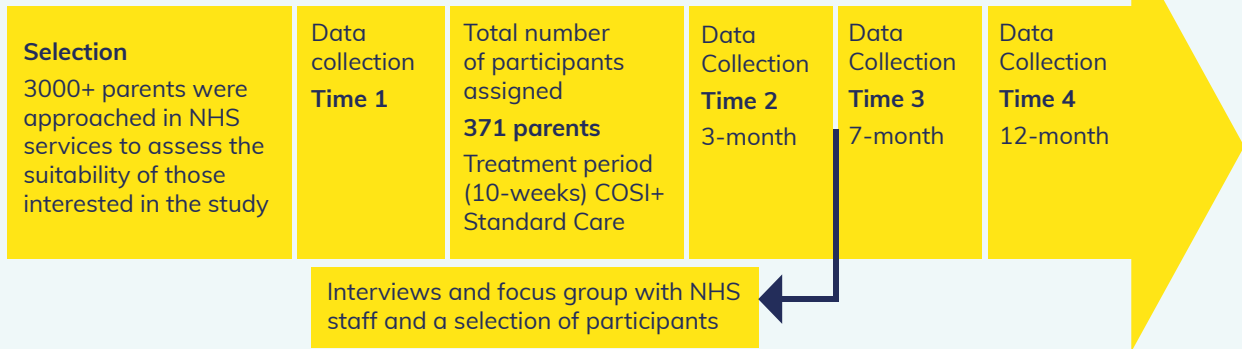 Selection
3000+ parents were
approached in NHS
services to assess the
suitability of those
interested in the study
Data
collection
Time 1
Total number
of participants
assigned
371 parents
Treatment period
(10-weeks) COSI+
Standard Care
Data
Collection
Time 2
3-month
Data
Collection
Time 3
7-month
Data
Collection
Time 4
12-month
Interviews and focus group with NHS
staff and a selection of participants